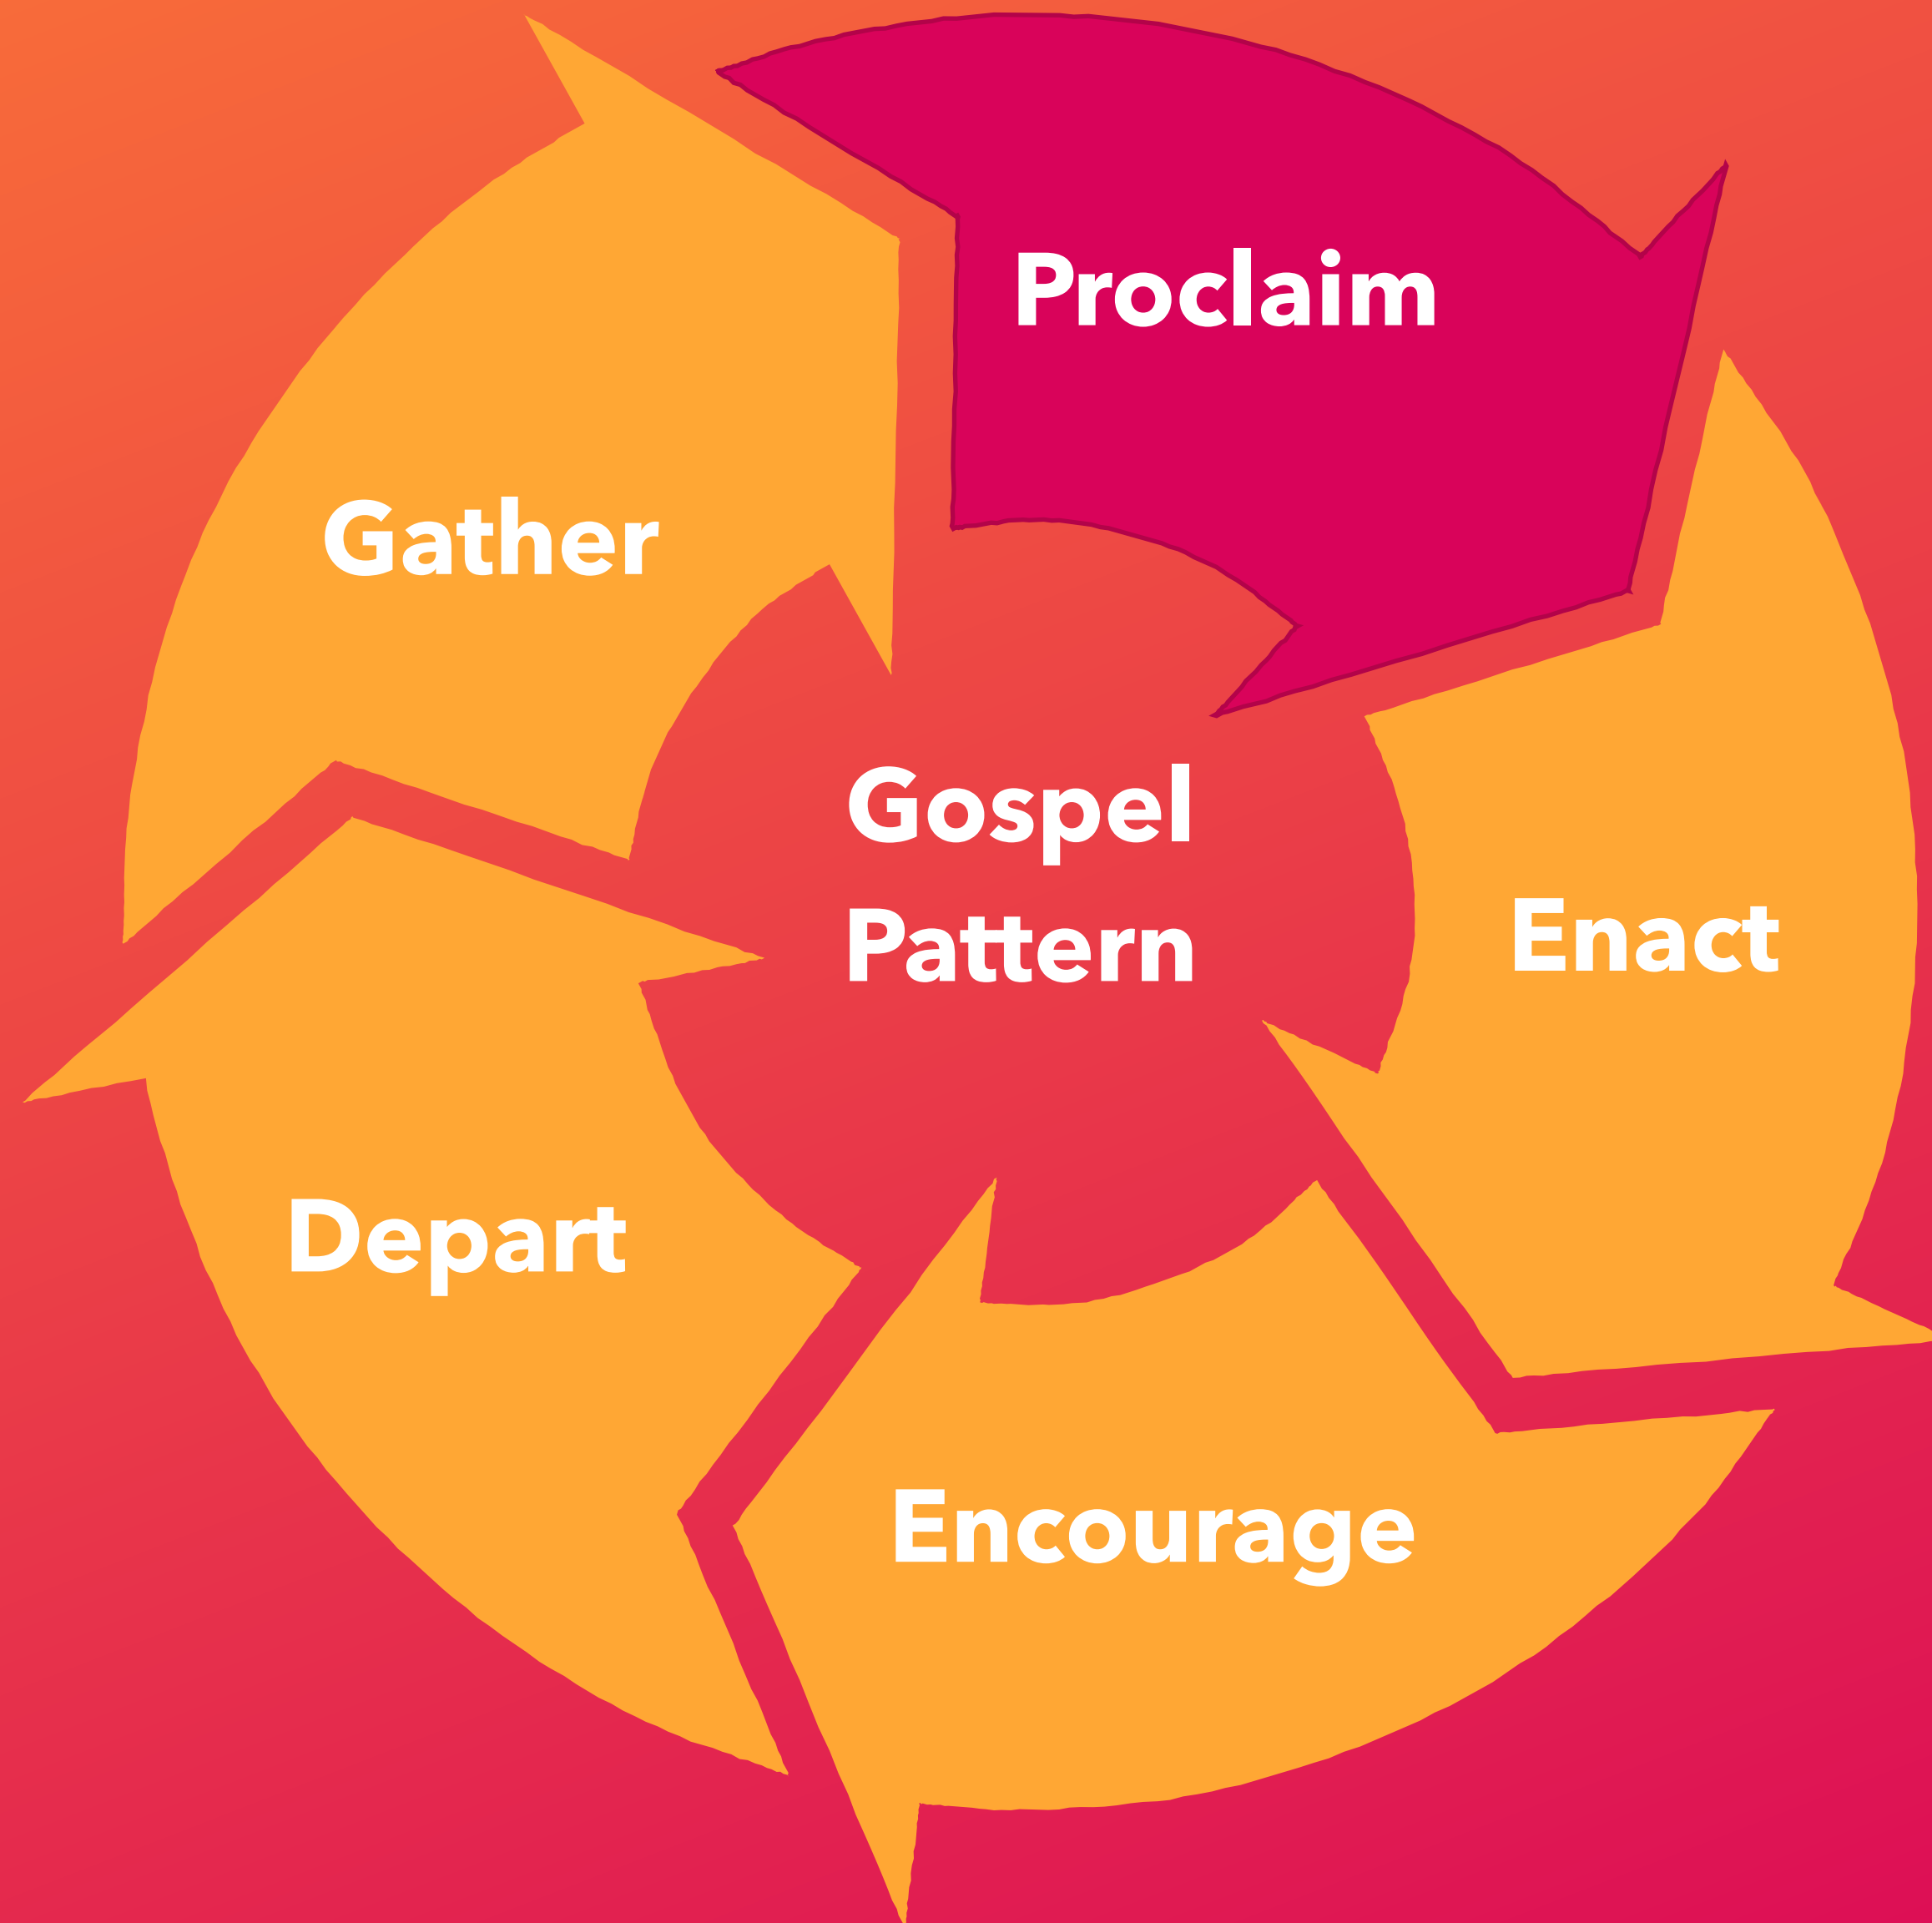 Proclaim
Gather
Gospel
Pattern
Enact
Depart
Encourage